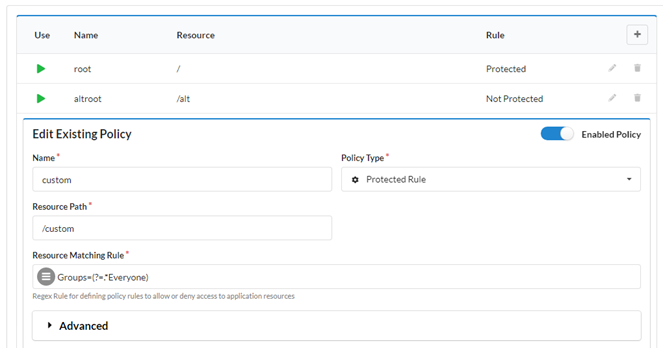 Use Name Resource Rule +
root / Protected
altroot /alt Not Protected
Edit Existing Policy Enabled Policy
Name * Policy Type *
custom Protected Rule
Resource Path *
/custom
Resource Matching Rule *
Groups=(?=.*Everyone)
Regex Rule for defining policy rules to allow or deny access to application resources
Advanced